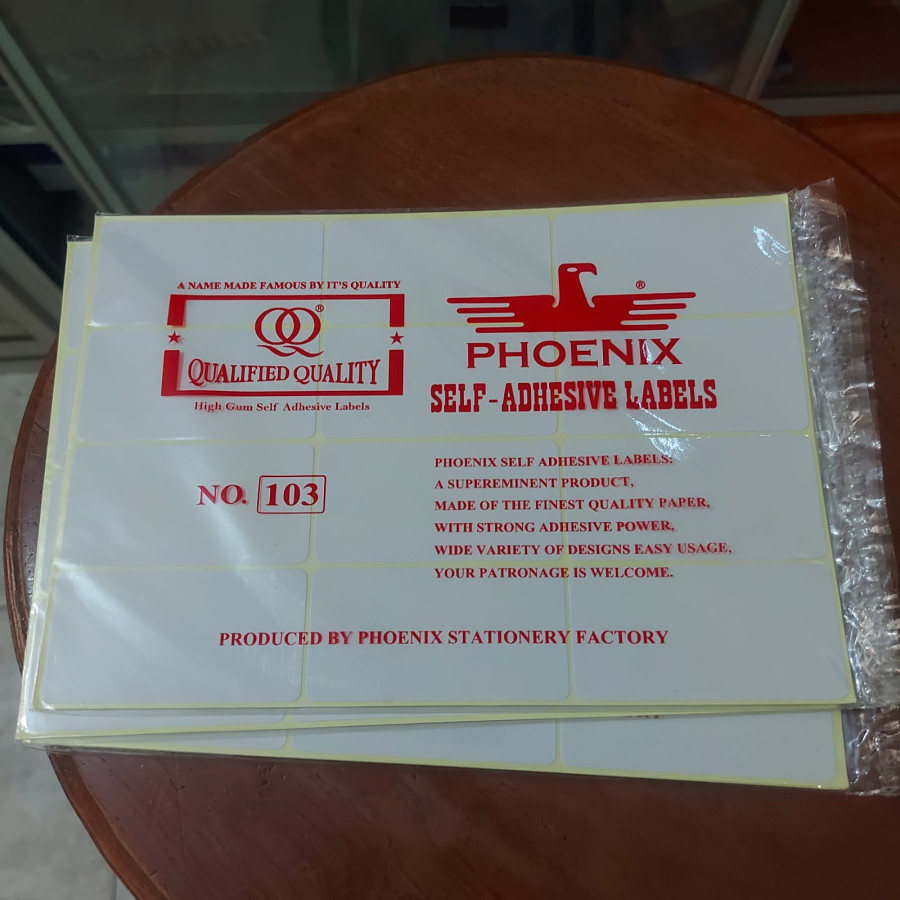 A NAME MADE FAMOUS BY IT'S QUALITY
QQ®
QUALIFIED QUALITY
High Gum Self Adhesive Labels
®
PHOENIX
SELF-ADHESIVE LABELS
NO. 103
PHOENIX SELF ADHESIVE LABELS:
A SUPEREMINENT PRODUCT,
MADE OF THE FINEST QUALITY PAPER,
WITH STRONG ADHESIVE POWER,
WIDE VARIETY OF DESIGNS EASY USAGE,
YOUR PATRONAGE IS WELCOME.
PRODUCED BY PHOENIX STATIONERY FACTORY